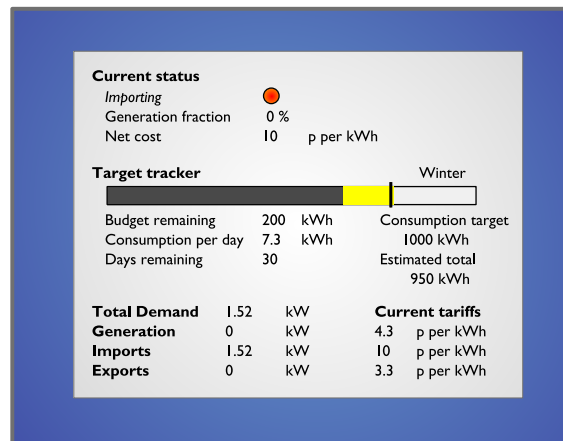 Current status
Importing
Generation fraction 0 %
Net cost 10 p per kWh
Target tracker Winter
Budget remaining 200 kWh Consumption target
Consumption per day 7.3 kWh 1000 kWh
Days remaining 30 Estimated total
950 kWh
Total Demand 1.52 kW Current tariffs
Generation 0 kW 4.3 p per kWh
Imports 1.52 kW 10 p per kWh
Exports 0 kW 3.3 p per kWh